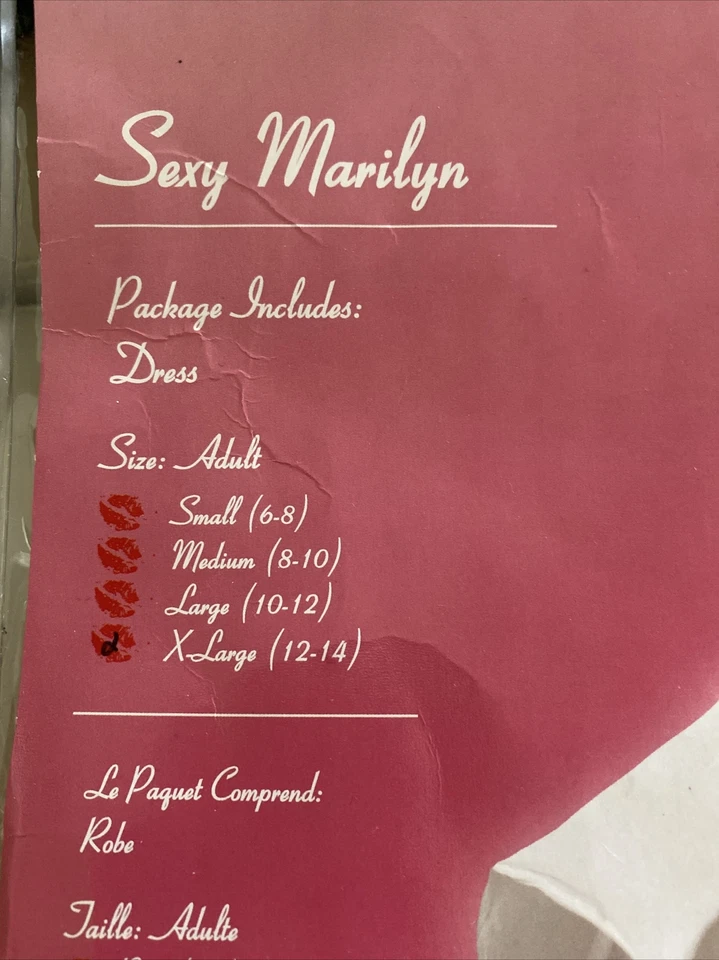 Sexy Marilyn
Package Includes:
Dress
Size: Adult
Small (6-8)
Medium (8-10)
Large (10-12)
X-Large (12-14)
Le Paquet Comprend:
Robe
Taille: Adulte